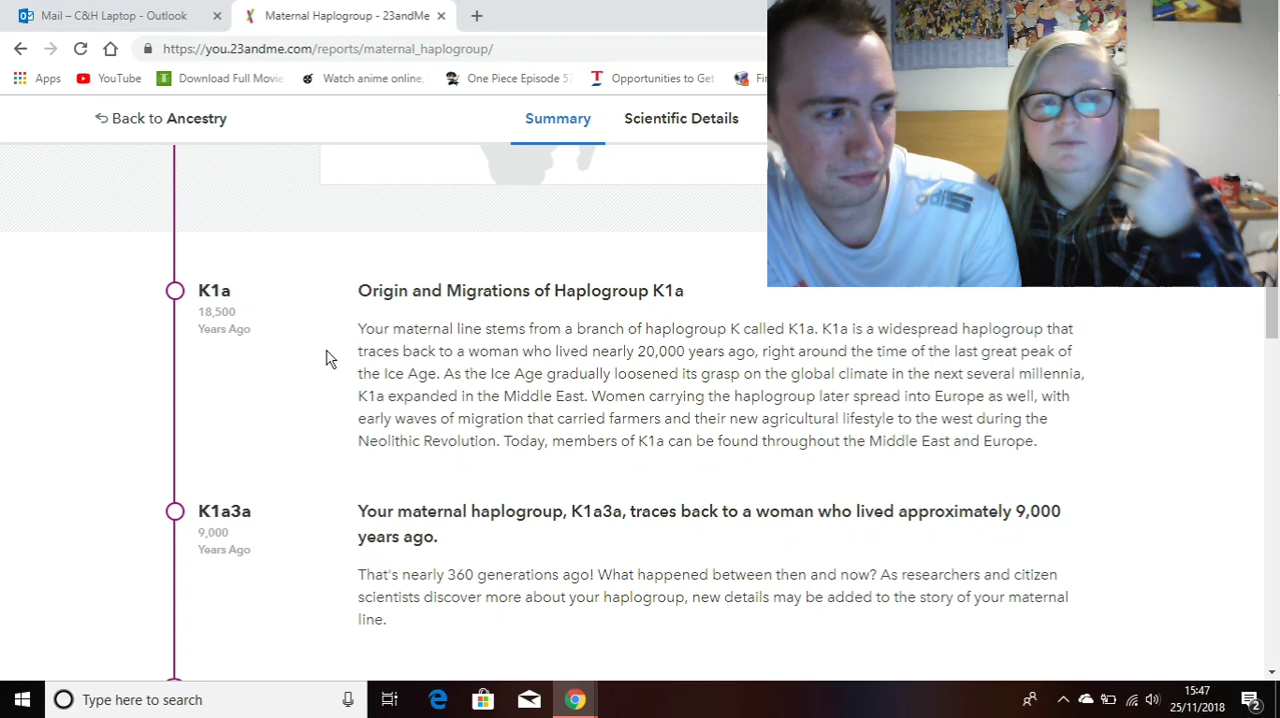 Mail – C&H Laptop - Outlook
Maternal Haplogroup - 23andMe
https://you.23andme.com/reports/maternal_haplogroup/
Apps
YouTube
Download Full Movie
Watch anime online,
One Piece Episode 57
Opportunities to Get
Back to Ancestry
Summary
Scientific Details
K1a
18,500
Years Ago
Origin and Migrations of Haplogroup K1a
Your maternal line stems from a branch of haplogroup K called K1a. K1a is a widespread haplogroup that
traces back to a woman who lived nearly 20,000 years ago, right around the time of the last great peak of
the Ice Age. As the Ice Age gradually loosened its grasp on the global climate in the next several millennia,
K1a expanded in the Middle East. Women carrying the haplogroup later spread into Europe as well, with
early waves of migration that carried farmers and their new agricultural lifestyle to the west during the
Neolithic Revolution. Today, members of K1a can be found throughout the Middle East and Europe.
K1a3a
9,000
Years Ago
Your maternal haplogroup, K1a3a, traces back to a woman who lived approximately 9,000
years ago.
That's nearly 360 generations ago! What happened between then and now? As researchers and citizen
scientists discover more about your haplogroup, new details may be added to the story of your maternal
line.
Type here to search
15:47
25/11/2018
2